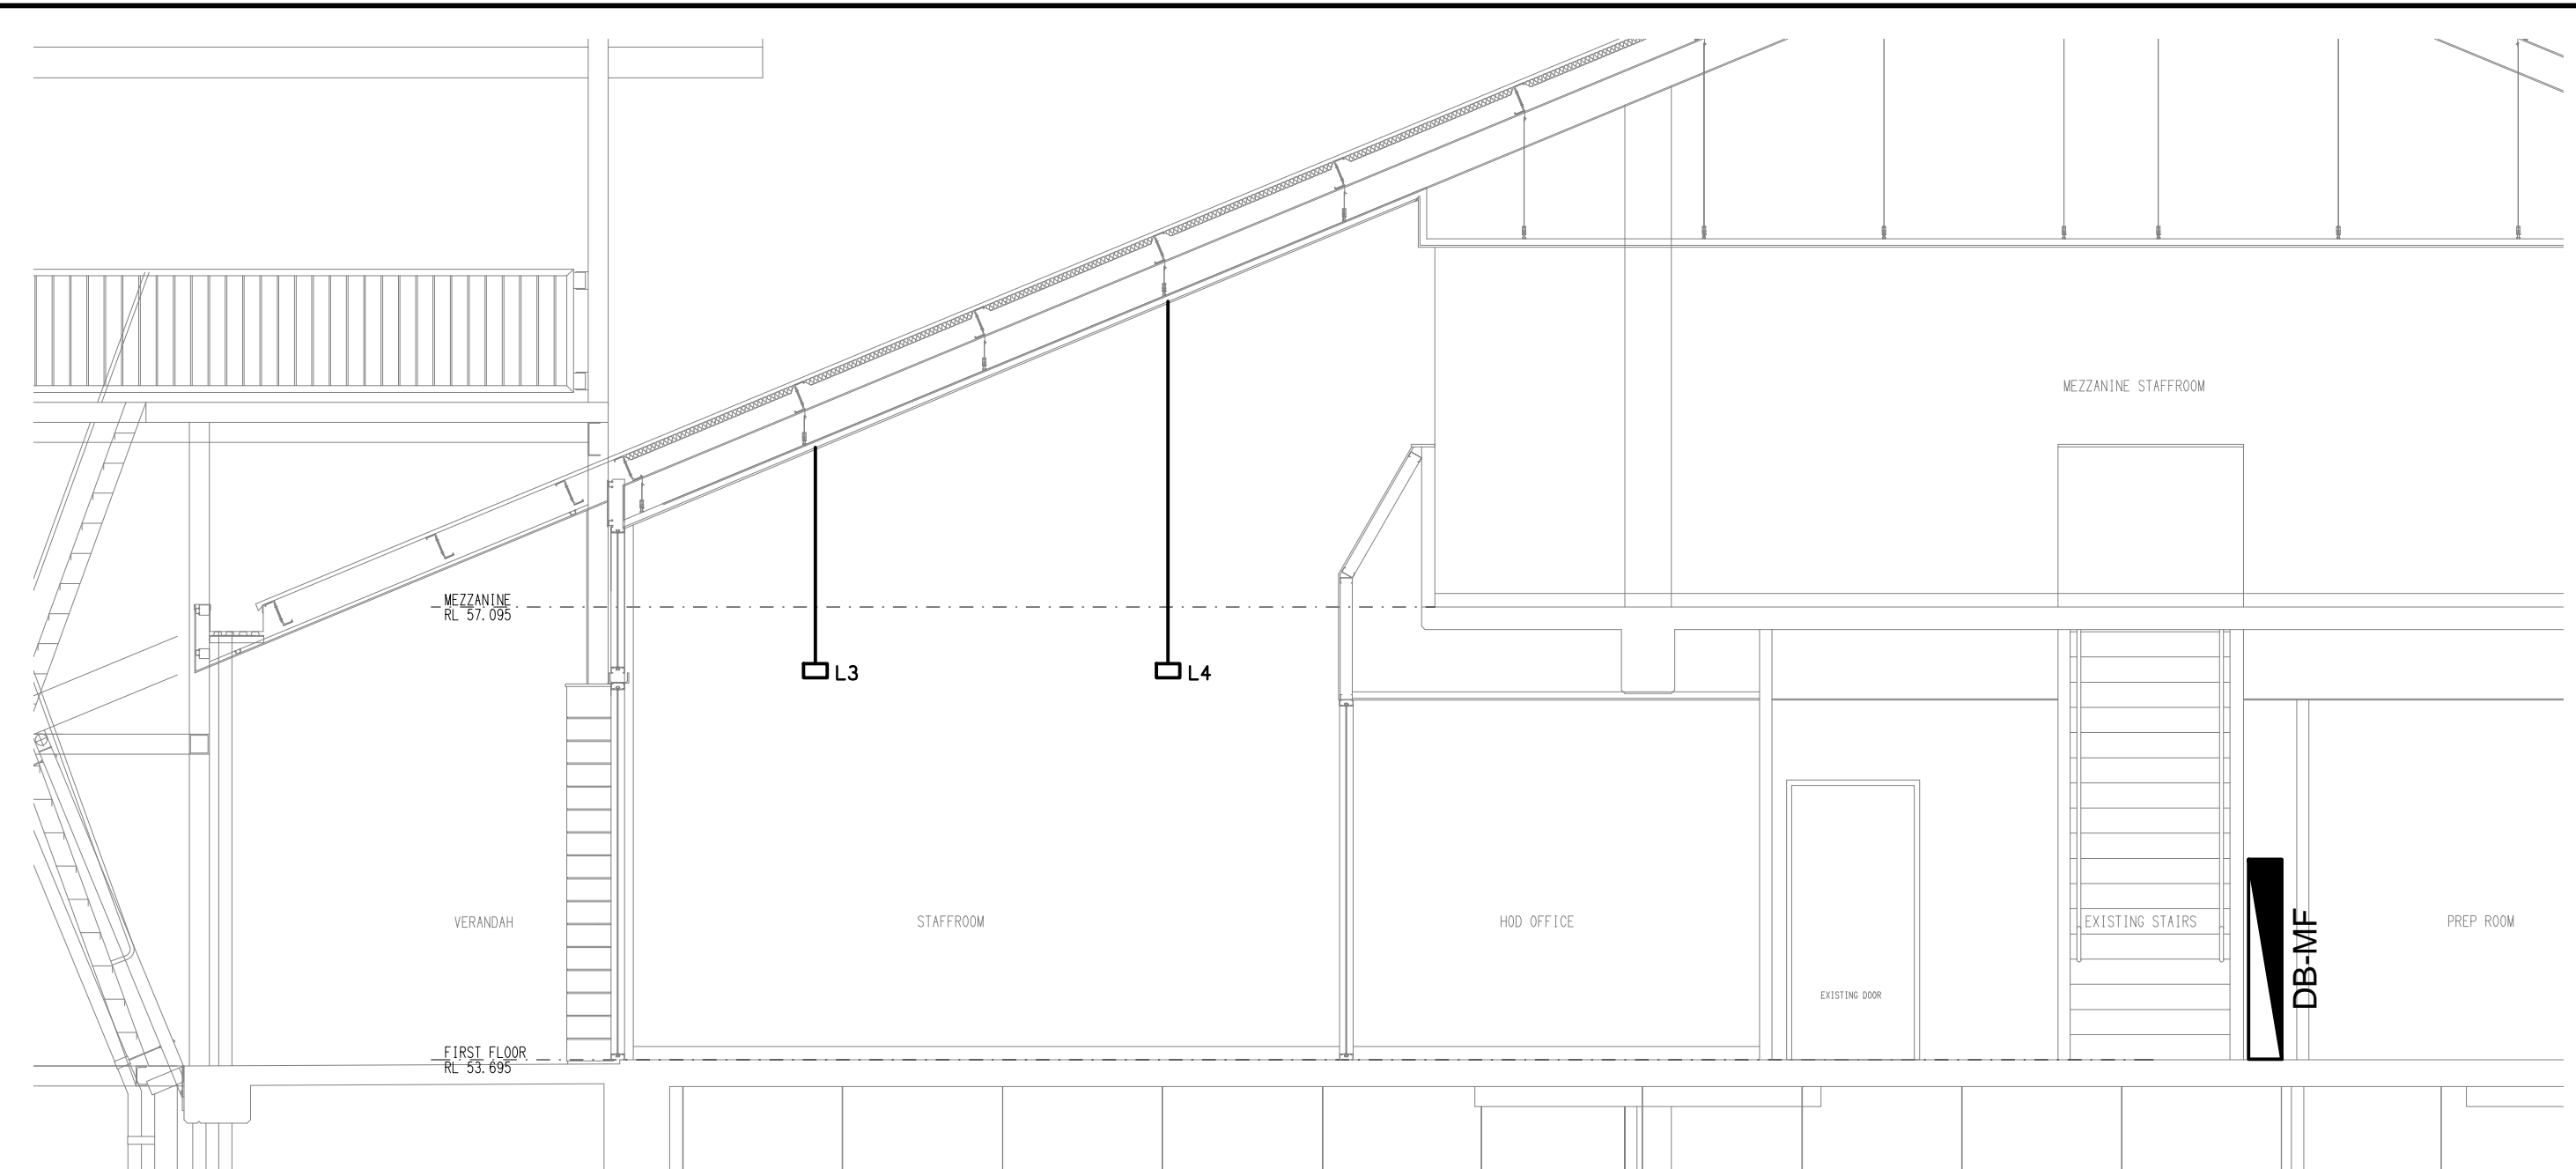 MEZZANINE STAFFROOM
MEZZANINE
RL 57.095
L3
L4
VERANDAH
STAFFROOM
HOD OFFICE
EXISTING STAIRS
PREP ROOM
DB-MF
EXISTING DOOR
FIRST FLOOR
RL 53.695